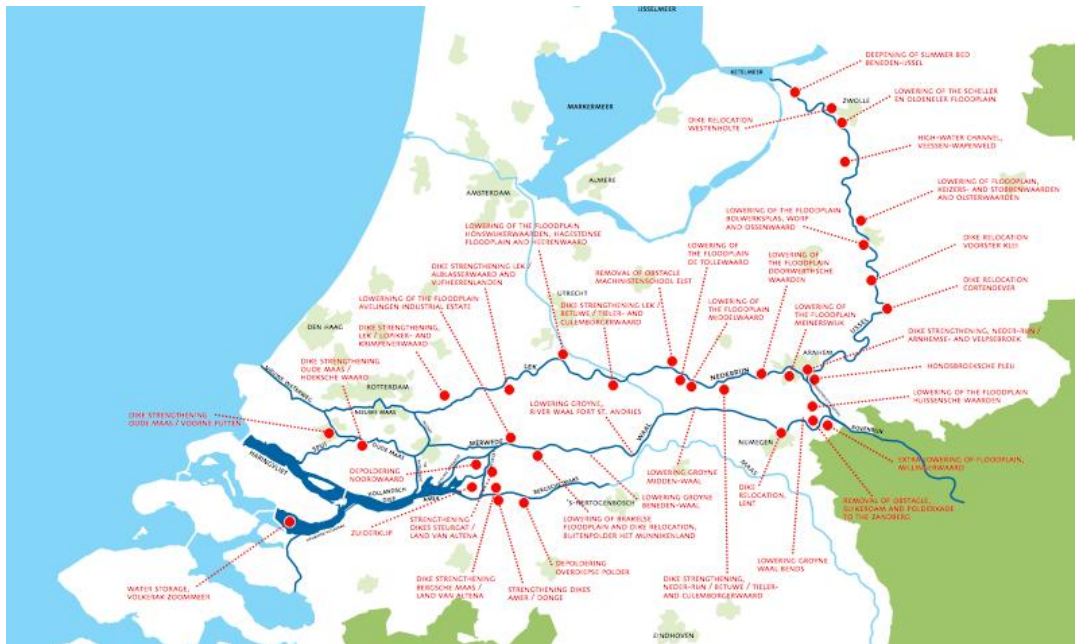 IJSSELMEER
KETELMEER
MARKERMEER
DEEPENING OF SUMMER BED
BENEDEN-IJSSEL
ZWOLLE
LOWERING OF THE SCHELLER
EN OLDENELER FLOODPLAIN
DIKE RELOCATION
WESTENHOLTE
HIGH-WATER CHANNEL,
VEESSEN-WAPENVELD
ALMERE
AMSTERDAM
LOWERING OF FLOODPLAIN,
KEIZERS- AND STOBBENWAARDEN
AND OLSTERWAARDEN
LOWERING OF THE FLOODPLAIN
BOLWERKSPLAS, WORP
AND OSSENWAARD
LOWERING OF THE FLOODPLAIN
HONSWIJKERWAARDEN, HAGESTEINSE
FLOODPLAIN AND HEERENWAARD
DIKE RELOCATION
VOORSTER KLEI
LOWERING OF
THE FLOODPLAIN
DE TOLLEWAARD
LOWERING OF
THE FLOODPLAIN
DOORWERTHSCHE
WAARDEN
DIKE STRENGTHENING LEK /
ALBLASSERWAARD AND
VIJFHEERENLANDEN
REMOVAL OF OBSTACLE
MACHINISTENSCHOOL ELST
DIKE RELOCATION
CORTENOEVER
UTRECHT
LOWERNING OF THE FLOODPLAIN
AVELINGEN INDUSTRIAL ESTATE
DIKE STRENGTHENING LEK /
BETUWE / TIELER- AND
CULEMBORGERWAARD
LOWERING OF
THE FLOODPLAIN
MIDDELWAARD
LOWERING OF
THE FLOODPLAIN
MEINERSWIJK
IJSSEL
DEN HAAG
DIKE STRENGTHENING,
LEK / LOPIKER- AND
KRIMPENERWAARD
DIKE STRENGTHENING, NEDER-RIJN /
ARNHEMSE- AND VELPSEBROEK
ARNHEM
DIKE STRENGTHENING
OUDE MAAS /
HOEKSCHE WAARD
LEK
NEDERRIJN
HONDSBROEKSCHE PLEIJ
NIEUWE WATERWEG
ROTTERDAM
LOWERING OF THE FLOODPLAIN
HUISSENSCHE WAARDEN
NIEUWE MAAS
LOWERING GROYNE,
RIVER WAAL FORT ST. ANDRIES
DIKE STRENGTHENING
OUDE MAAS / VOORNE PUTTEN
WAAL
BOVENRIJN
SPUI
OUDE MAAS
MERWEDE
NIJMEGEN
HARINGVLIET
DEPOLDERING
NOORDWAARD
MAAS
LOWERING GROYNE
MIDDEN-WAAL
DIKE
RELOCATION,
LENT
EXTRA LOWERING OF FLOODPLAIN,
MILLINGERWAARD
HOLLANDSCH
DIEP
AMER
BERGSCHE MAAS
'S-HERTOGENBOSCH
LOWERING GROYNE
BENEDEN-WAAL
REMOVAL OF OBSTACLE,
SUIKERDAM AND POLDERKADE
TO THE ZANDBERG
ZUIDERKLIP
STRENGTHENING
DIKES STEURGAT /
LAND VAN ALTENA
LOWERING OF BRAKELSE
FLOODPLAIN AND DIKE RELOCATION,
BUITENPOLDER HET MUNNIKENLAND
LOWERING GROYNE
WAAL BENDS
DEPOLDERING
OVERDIEPSE POLDER
WATER STORAGE,
VOLKERAK ZOOMMEER
DIKE STRENGTHENING
BERGSCHE MAAS /
LAND VAN ALTENA
STRENGTHENING DIKES
AMER / DONGE
DIKE STRENGTHENING,
NEDER-RIJN / BETUWE / TIELER-
AND CULEMBORGERWAARD
EINDHOVEN